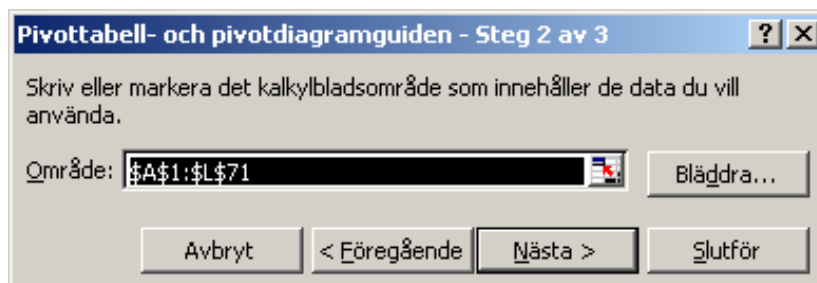 Pivottabell- och pivotdiagramguiden - Steg 2 av 3
Skriv eller markera det kalkylbladsområde som innehåller de data du vill
använda.
Område: $A$1:$L$71 Bläddra...
Avbryt < Föregående Nästa > Slutför